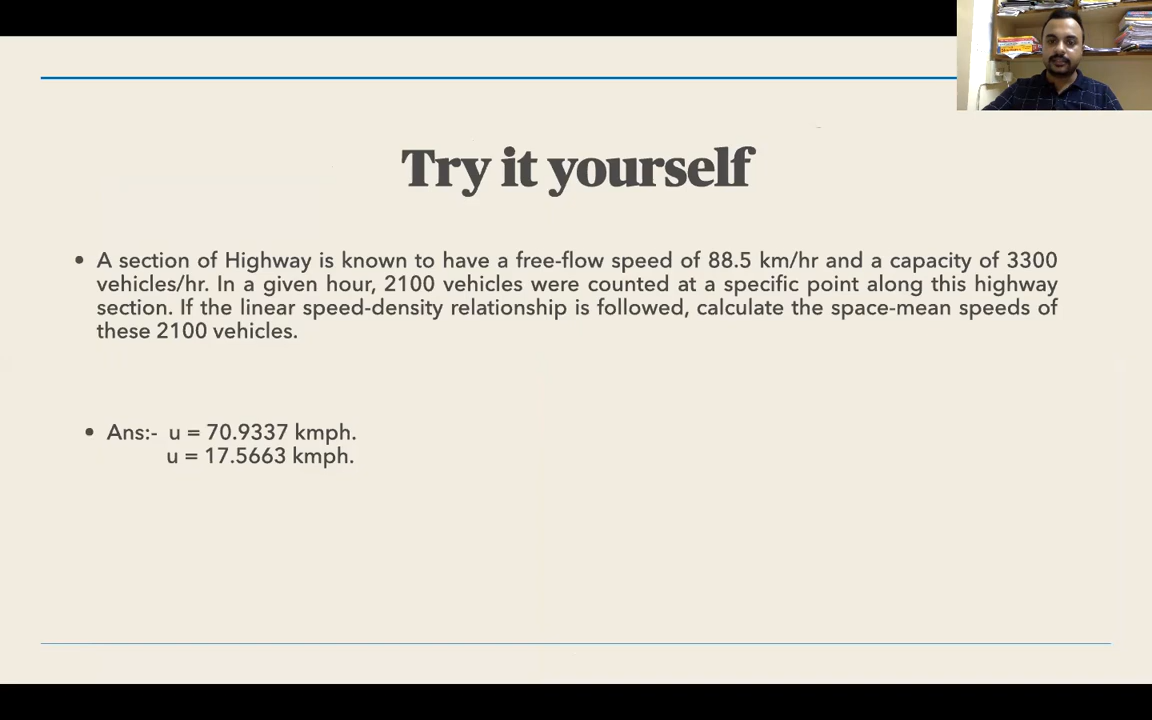 Try it yourself
• A section of Highway is known to have a free-flow speed of 88.5 km/hr and a capacity of 3300
vehicles/hr. In a given hour, 2100 vehicles were counted at a specific point along this highway
section. If the linear speed-density relationship is followed, calculate the space-mean speeds of
these 2100 vehicles.
• Ans:- u = 70.9337 kmph.
u = 17.5663 kmph.